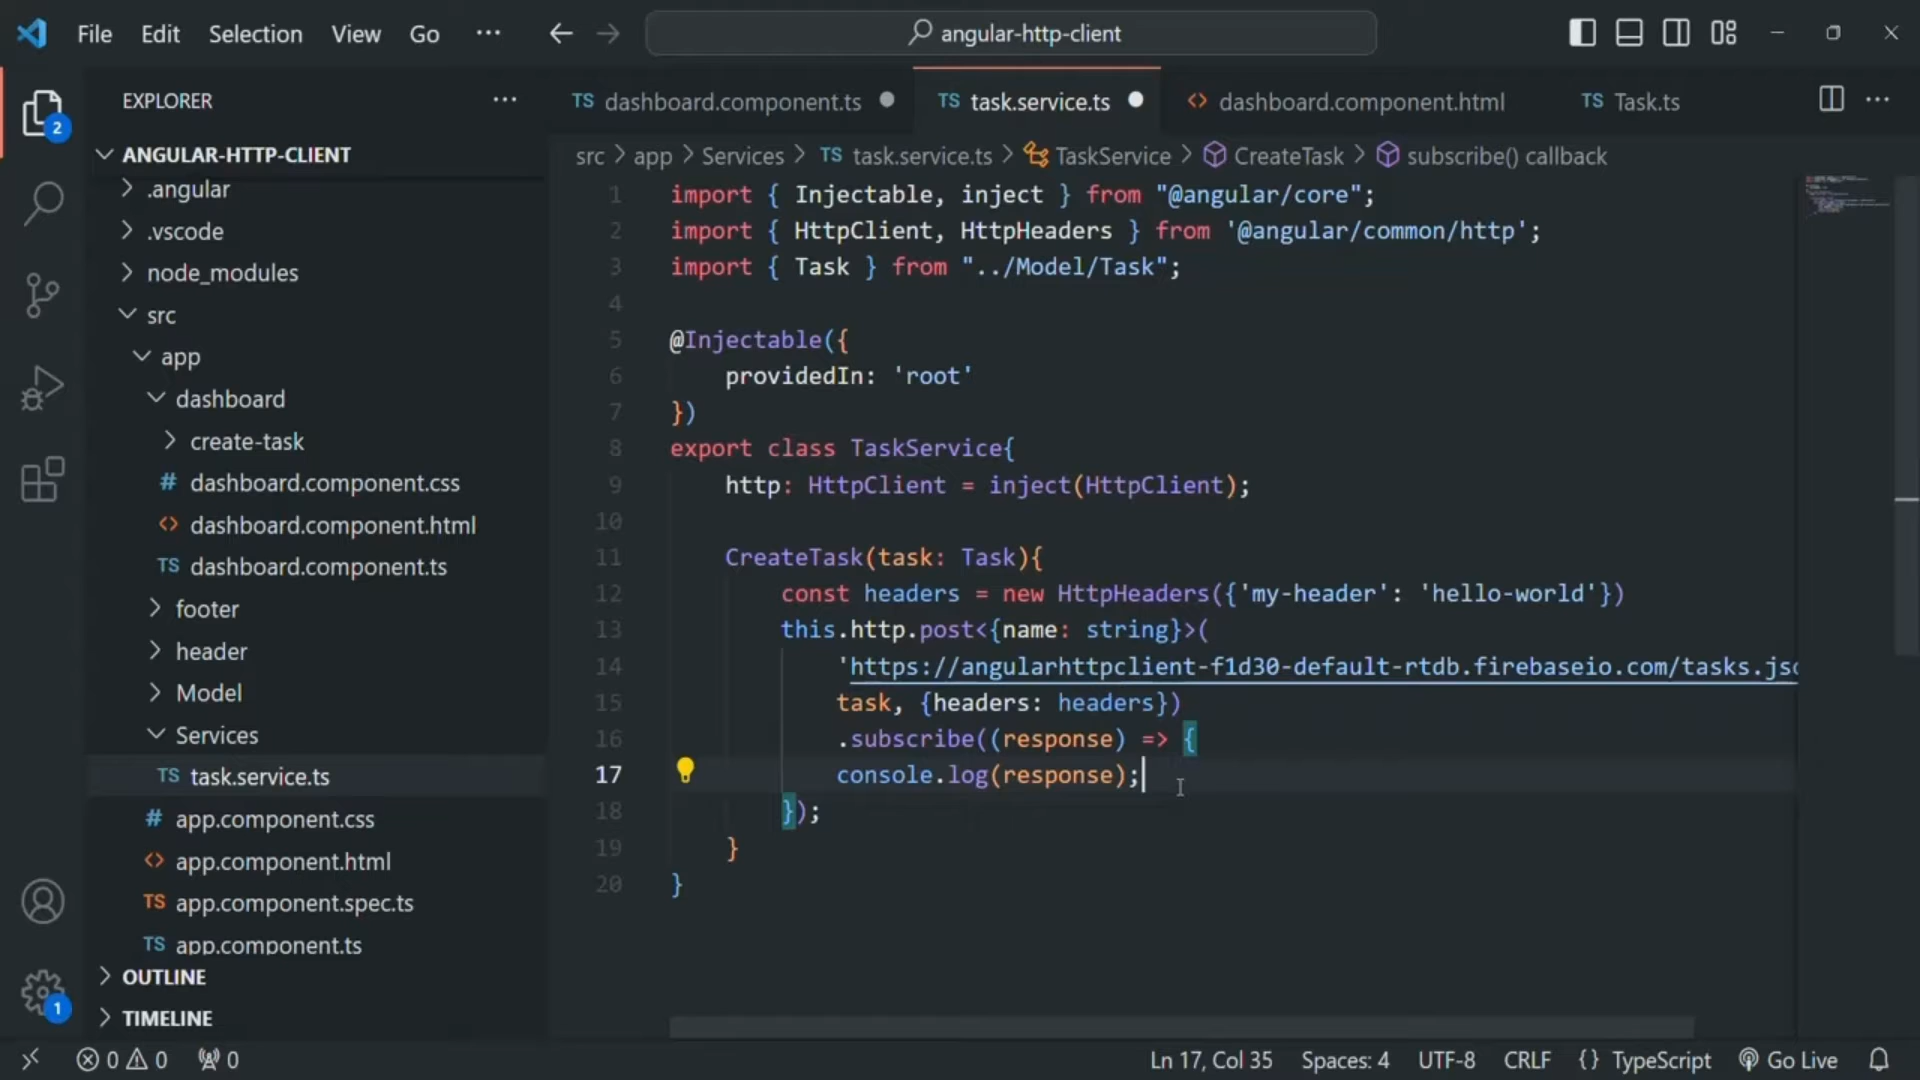 File Edit Selection View Go ··· angular-http-client
EXPLORER
ANGULAR-HTTP-CLIENT
.angular
.vscode
node_modules
src
app
dashboard
create-task
# dashboard.component.css
<> dashboard.component.html
TS dashboard.component.ts
footer
header
Model
Services
TS task.service.ts
# app.component.css
<> app.component.html
TS app.component.spec.ts
TS app.component.ts
OUTLINE
TIMELINE
2
1
TS dashboard.component.ts TS task.service.ts <> dashboard.component.html TS Task.ts
src > app > Services > TS task.service.ts > TaskService > CreateTask > subscribe() callback
1 import { Injectable, inject } from "@angular/core";
2 import { HttpClient, HttpHeaders } from '@angular/common/http';
3 import { Task } from "../Model/Task";
4
5 @Injectable({
6 providedIn: 'root'
7 })
8 export class TaskService{
9 http: HttpClient = inject(HttpClient);
10
11 CreateTask(task: Task){
12 const headers = new HttpHeaders({'my-header': 'hello-world'})
13 this.http.post<{name: string}>(
14 'https://angularhttpclient-f1d30-default-rtdb.firebaseio.com/tasks.jso
15 task, {headers: headers})
16 .subscribe((response) => {
17 console.log(response);
18 });
19 }
20 }
0 0 0 Ln 17, Col 35 Spaces: 4 UTF-8 CRLF {} TypeScript Go Live